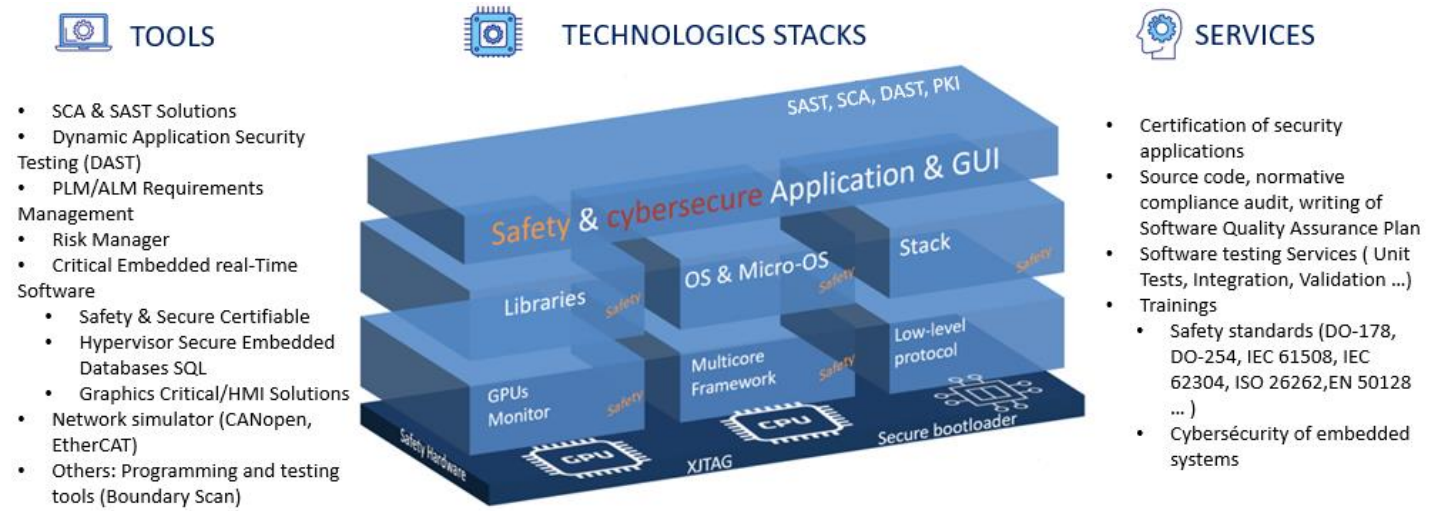 TOOLS
• SCA & SAST Solutions
• Dynamic Application Security
Testing (DAST)
• PLM/ALM Requirements
Management
• Risk Manager
• Critical Embedded real-Time
Software
• Safety & Secure Certifiable
• Hypervisor Secure Embedded
Databases SQL
• Graphics Critical/HMI Solutions
• Network simulator (CANopen,
EtherCAT)
• Others: Programming and testing
tools (Boundary Scan)
TECHNOLOGICS STACKS
SAST, SCA, DAST, PKI
Safety & cybersecure Application & GUI
Libraries
Safety
OS & Micro-OS
Safety
Stack
Safety
GPUs
Monitor
Safety
Multicore
Framework
Safety
Low-level
protocol
Safety Hardware
GPU
XJTAG
CPU
Secure bootloader
SERVICES
• Certification of security
applications
• Source code, normative
compliance audit, writing of
Software Quality Assurance Plan
• Software testing Services ( Unit
Tests, Integration, Validation ...)
• Trainings
• Safety standards (DO-178,
DO-254, IEC 61508, IEC
62304, ISO 26262,EN 50128
... )
• Cybersécurity of embedded
systems